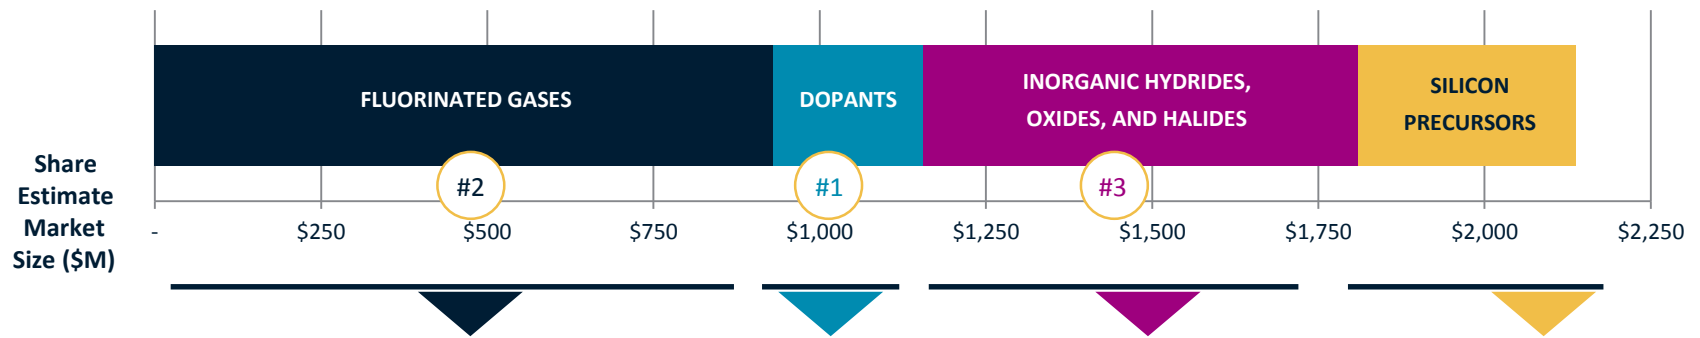 FLUORINATED GASES
DOPANTS
INORGANIC HYDRIDES,
OXIDES, AND HALIDES
SILICON
PRECURSORS
#2
#1
#3
Share
Estimate
Market
Size ($M)
-
$250
$500
$750
$1,000
$1,250
$1,500
$1,750
$2,000
$2,250